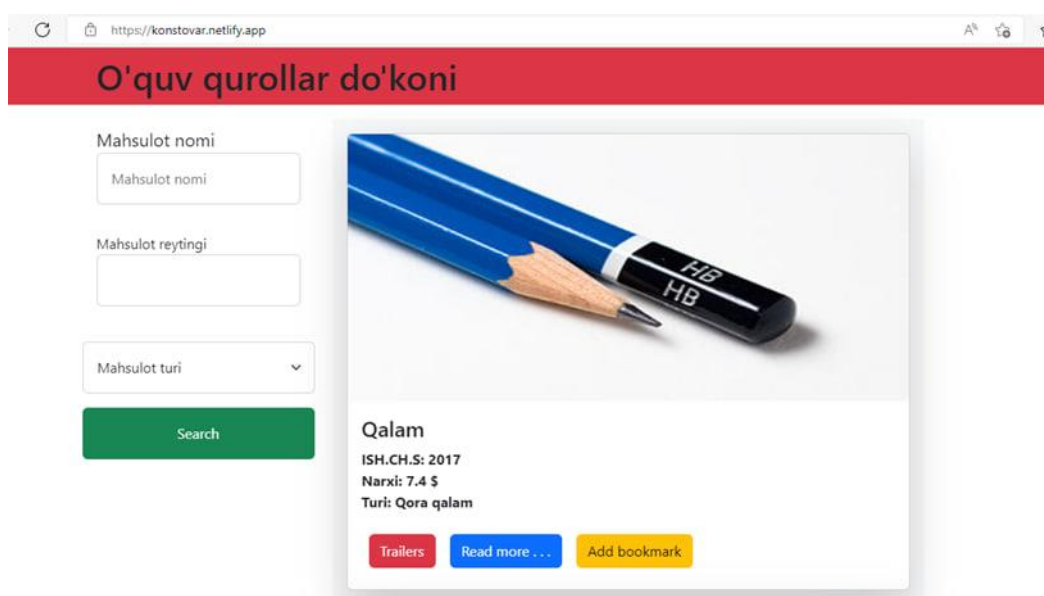 https://konstovar.netlify.app
O'quv qurollar do'koni
Mahsulot nomi
Mahsulot nomi
Mahsulot reytingi
Mahsulot turi
Search
HB
HB
Qalam
ISH.CH.S: 2017
Narxi: 7.4 $
Turi: Qora qalam
Trailers
Read more . . .
Add bookmark